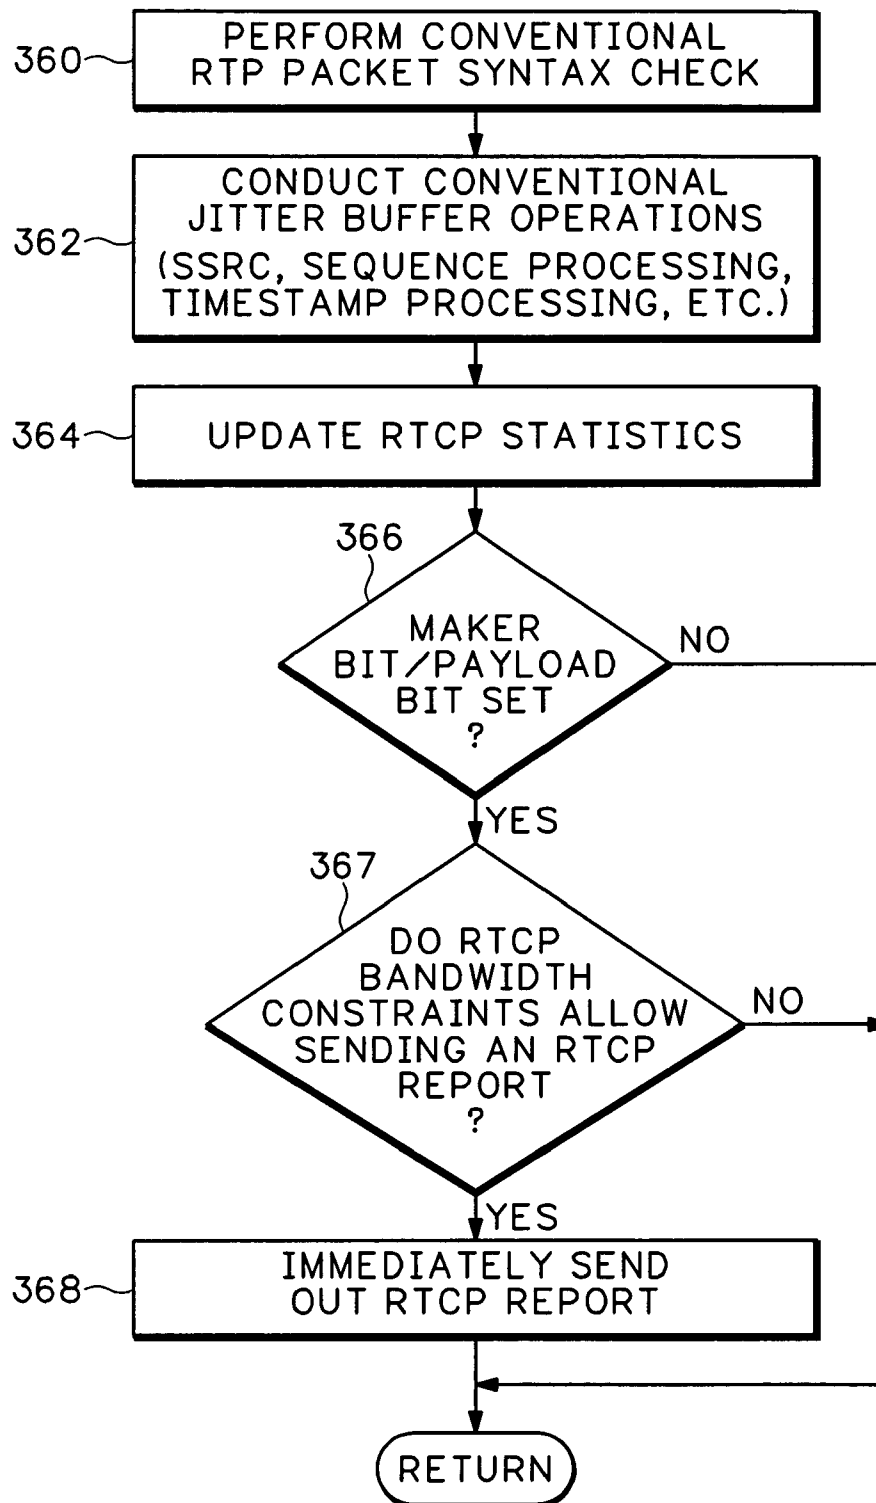 360
PERFORM CONVENTIONAL
RTP PACKET SYNTAX CHECK
362
CONDUCT CONVENTIONAL
JITTER BUFFER OPERATIONS
(SSRC, SEQUENCE PROCESSING,
TIMESTAMP PROCESSING, ETC.)
364
UPDATE RTCP STATISTICS
366
MAKER
BIT/PAYLOAD
BIT SET
?
NO
YES
367
DO RTCP
BANDWIDTH
CONSTRAINTS ALLOW
SENDING AN RTCP
REPORT
?
NO
YES
368
IMMEDIATELY SEND
OUT RTCP REPORT
RETURN